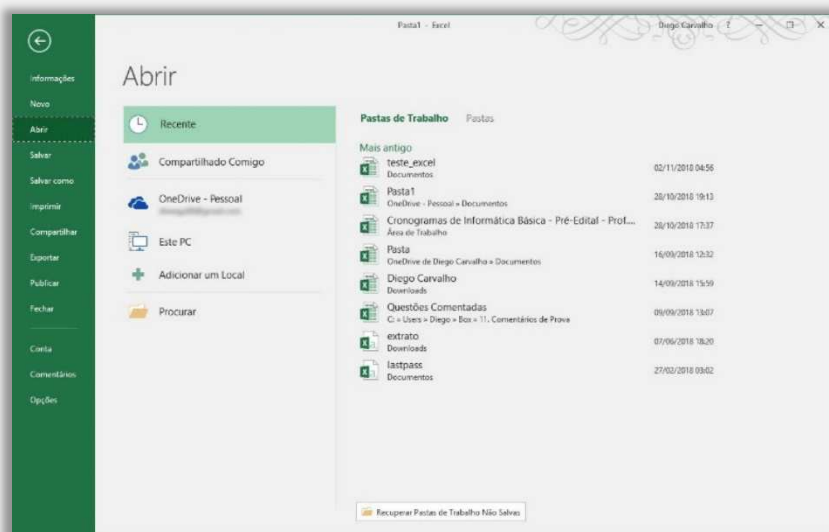 Pasta1 - Excel
Diego Carvalho
?
Informações
Novo
Abrir
Salvar
Salvar como
Imprimir
Compartilhar
Exportar
Publicar
Fechar
Conta
Comentários
Opções
Abrir
Recente
Compartilhado Comigo
OneDrive - Pessoal
Este PC
Adicionar um Local
Procurar
Pastas de Trabalho Pastas
Mais antigo
teste_excel
Documentos
02/11/2018 04:56
Pasta1
OneDrive - Pessoal » Documentos
28/10/2018 19:13
Cronogramas de Informática Básica - Pré-Edital - Prof....
Área de Trabalho
28/10/2018 17:37
Pasta
OneDrive de Diego Carvalho » Documentos
16/09/2018 12:32
Diego Carvalho
Downloads
14/09/2018 15:59
Questões Comentadas
C: » Users » Diego » Box » 11. Comentários de Prova
09/09/2018 13:07
extrato
Downloads
07/06/2018 18:20
lastpass
Documentos
27/02/2018 03:02
Recuperar Pastas de Trabalho Não Salvas